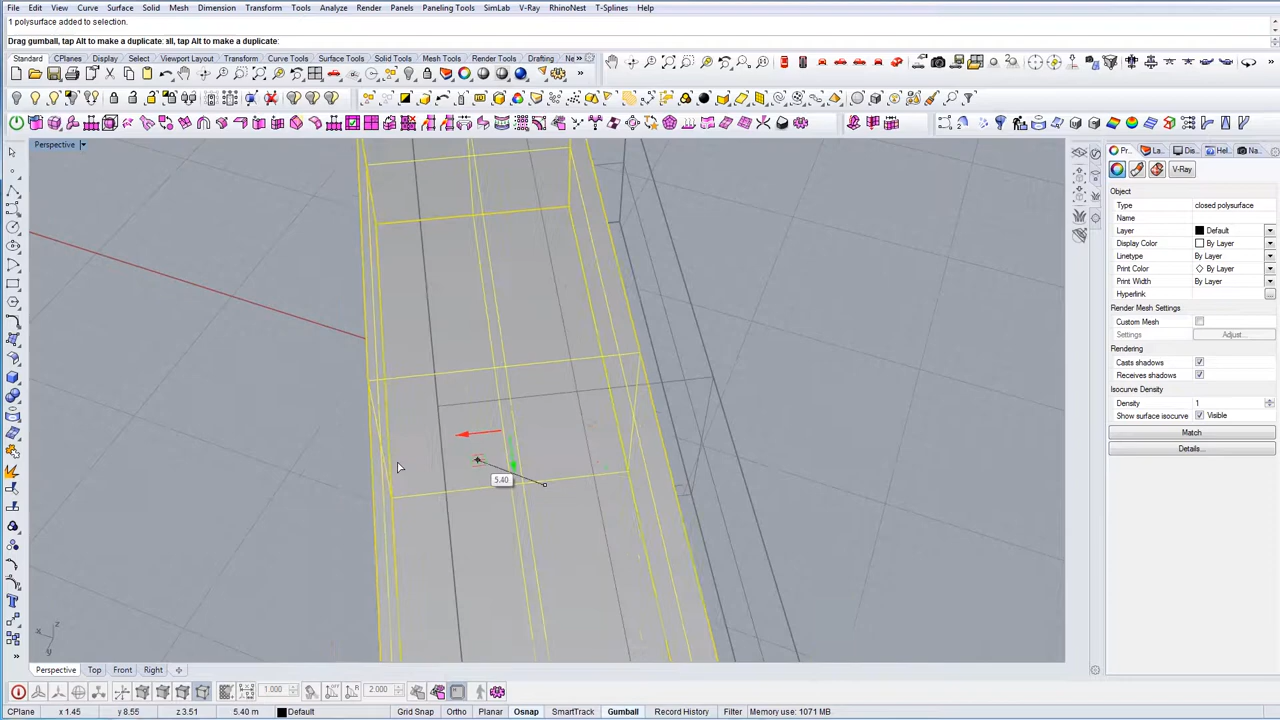 File Edit View Curve Surface Solid Mesh Dimension Transform Tools Analyze Render Panels Paneling Tools SimLab V-Ray RhinoNest T-Splines Help
1 polysurface added to selection.
Drag gumball, tap Alt to make a duplicate: all, tap Alt to make a duplicate:
Standard CPlanes Display Select Viewport Layout Transform Curve Tools Surface Tools Solid Tools Mesh Tools Render Tools Drafting Ne
Perspective
Pr... La... Dis... Hel... Na...
V-Ray
Object
Type closed polysurface
Name
Layer Default
Display Color By Layer
Linetype By Layer
Print Color By Layer
Print Width By Layer
Hyperlink ...
Render Mesh Settings
Custom Mesh
Settings Adjust...
Rendering
Casts shadows
Receives shadows
Isocurve Density
Density 1
Show surface isocurve Visible
Match
Details...
5.40
x z
y
Perspective Top Front Right
1.000 2.000
CPlane x 1.45 y 8.55 z 3.51 5.40 m Default Grid Snap Ortho Planar Osnap SmartTrack Gumball Record History Filter Memory use: 1071 MB